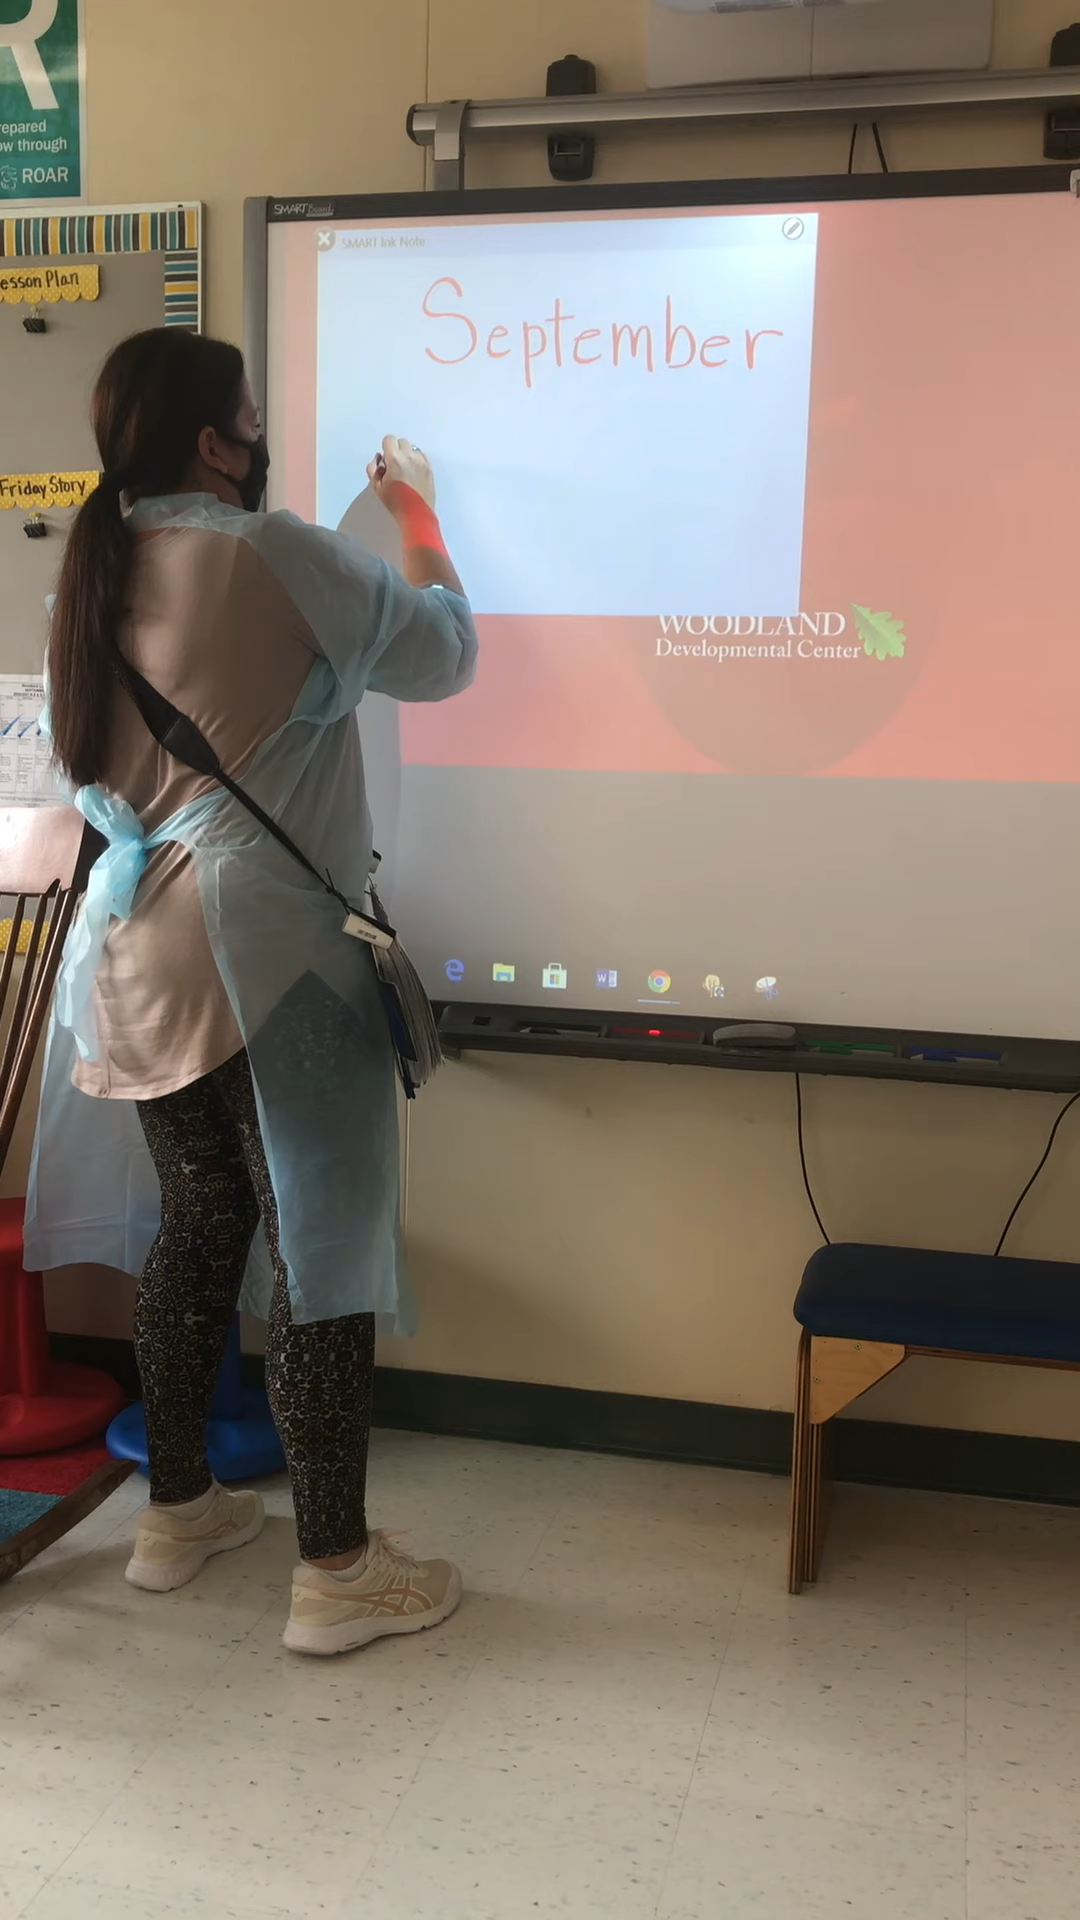 R
repared
ow through
ROAR
SMART Board
SMART Ink Note
September
esson Plan
Friday Story
WOODLAND
Developmental Center